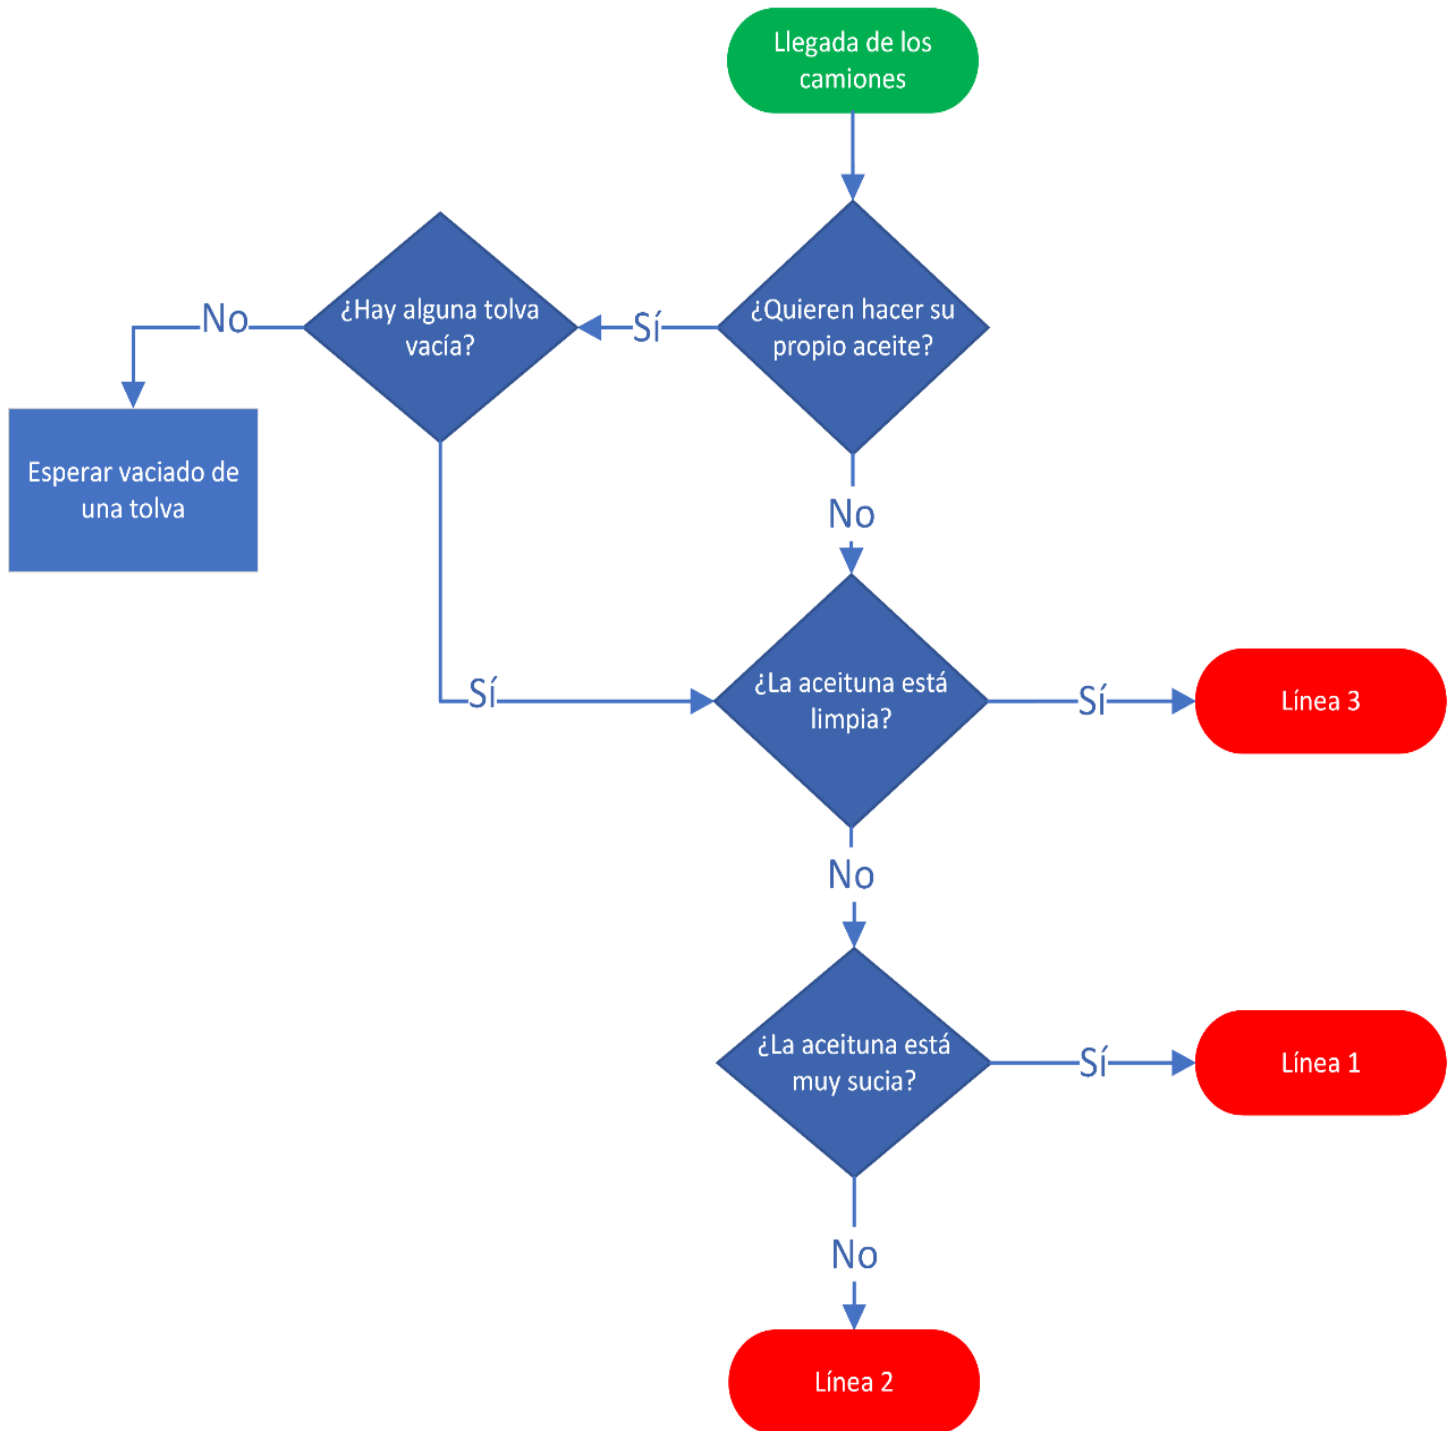 Llegada de los
camiones
¿Quieren hacer su
propio aceite?
Sí
¿Hay alguna tolva
vacía?
No
Esperar vaciado de
una tolva
No
Sí
¿La aceituna está
limpia?
Sí
Línea 3
No
¿La aceituna está
muy sucia?
Sí
Línea 1
No
Línea 2